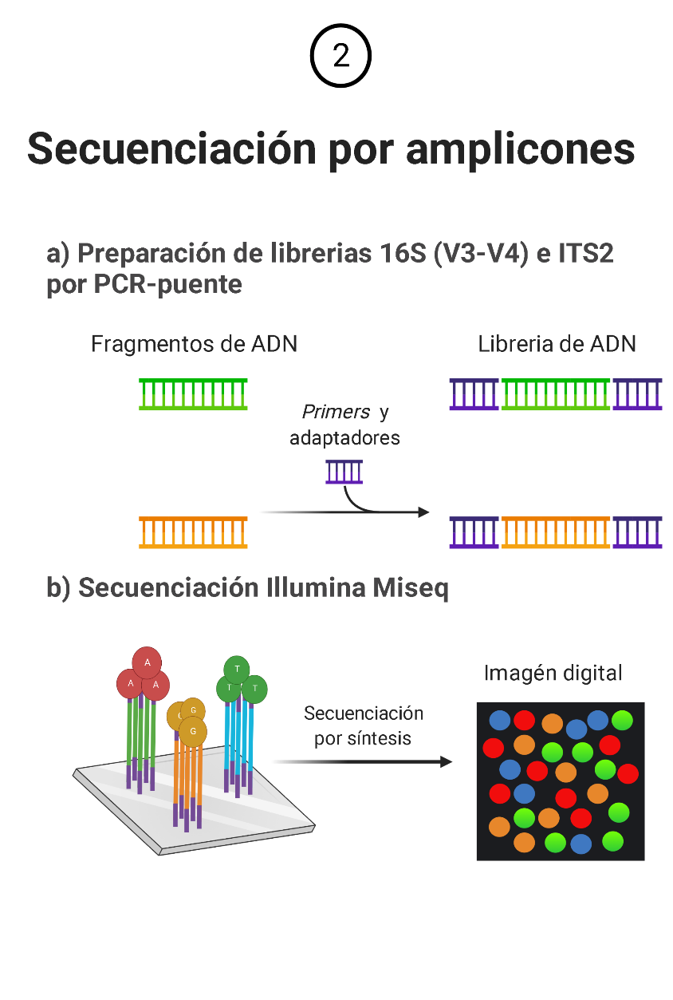 2
Secuenciación por amplicones
a) Preparación de librerias 16S (V3-V4) e ITS2
por PCR-puente
Fragmentos de ADN
Libreria de ADN
Primers y
adaptadores
b) Secuenciación Illumina Miseq
A
A
A
G
G
G
T
T
T
Secuenciación
por síntesis
Imagén digital